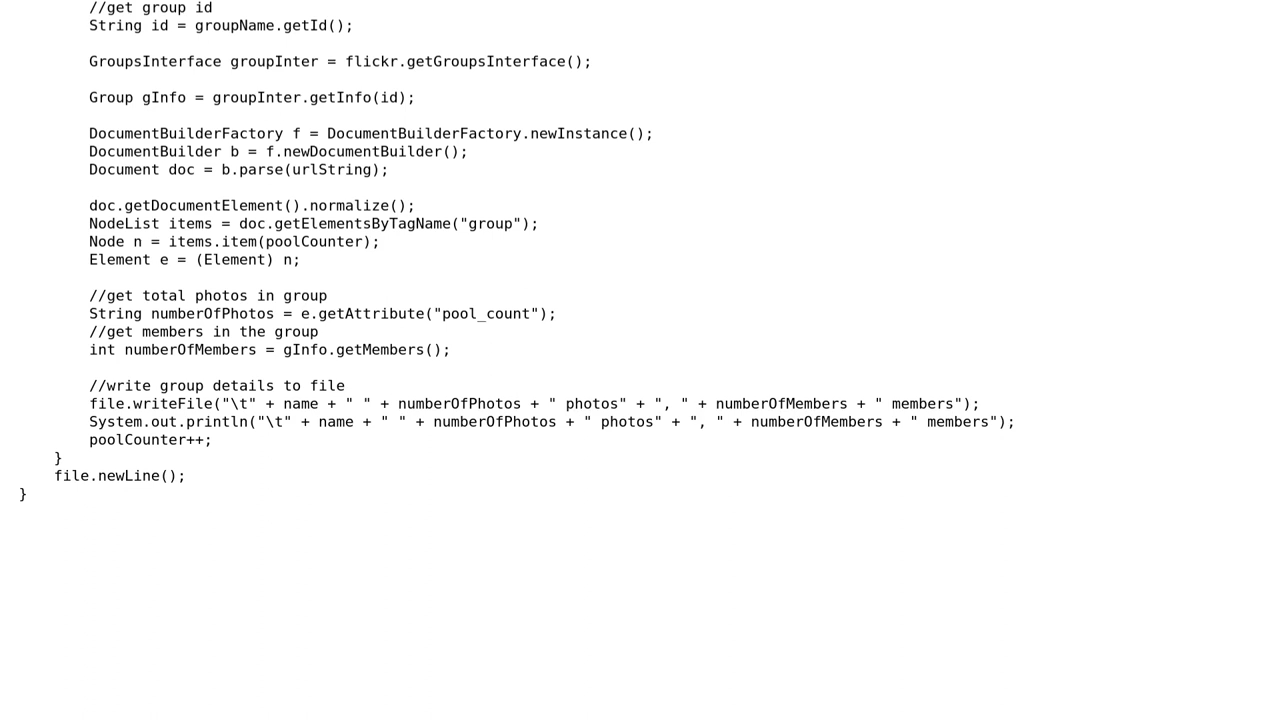 //get group id
String id = groupName.getId();
GroupsInterface groupInter = flickr.getGroupsInterface();
Group gInfo = groupInter.getInfo(id);
DocumentBuilderFactory f = DocumentBuilderFactory.newInstance();
DocumentBuilder b = f.newDocumentBuilder();
Document doc = b.parse(urlString);
doc.getDocumentElement().normalize();
NodeList items = doc.getElementsByTagName("group");
Node n = items.item(poolCounter);
Element e = (Element) n;
//get total photos in group
String numberOfPhotos = e.getAttribute("pool_count");
//get members in the group
int numberOfMembers = gInfo.getMembers();
//write group details to file
file.writeFile("\t" + name + " " + numberOfPhotos + " photos" + ", " + numberOfMembers + " members");
System.out.println("\t" + name + " " + numberOfPhotos + " photos" + ", " + numberOfMembers + " members");
poolCounter++;
}
file.newLine();
}